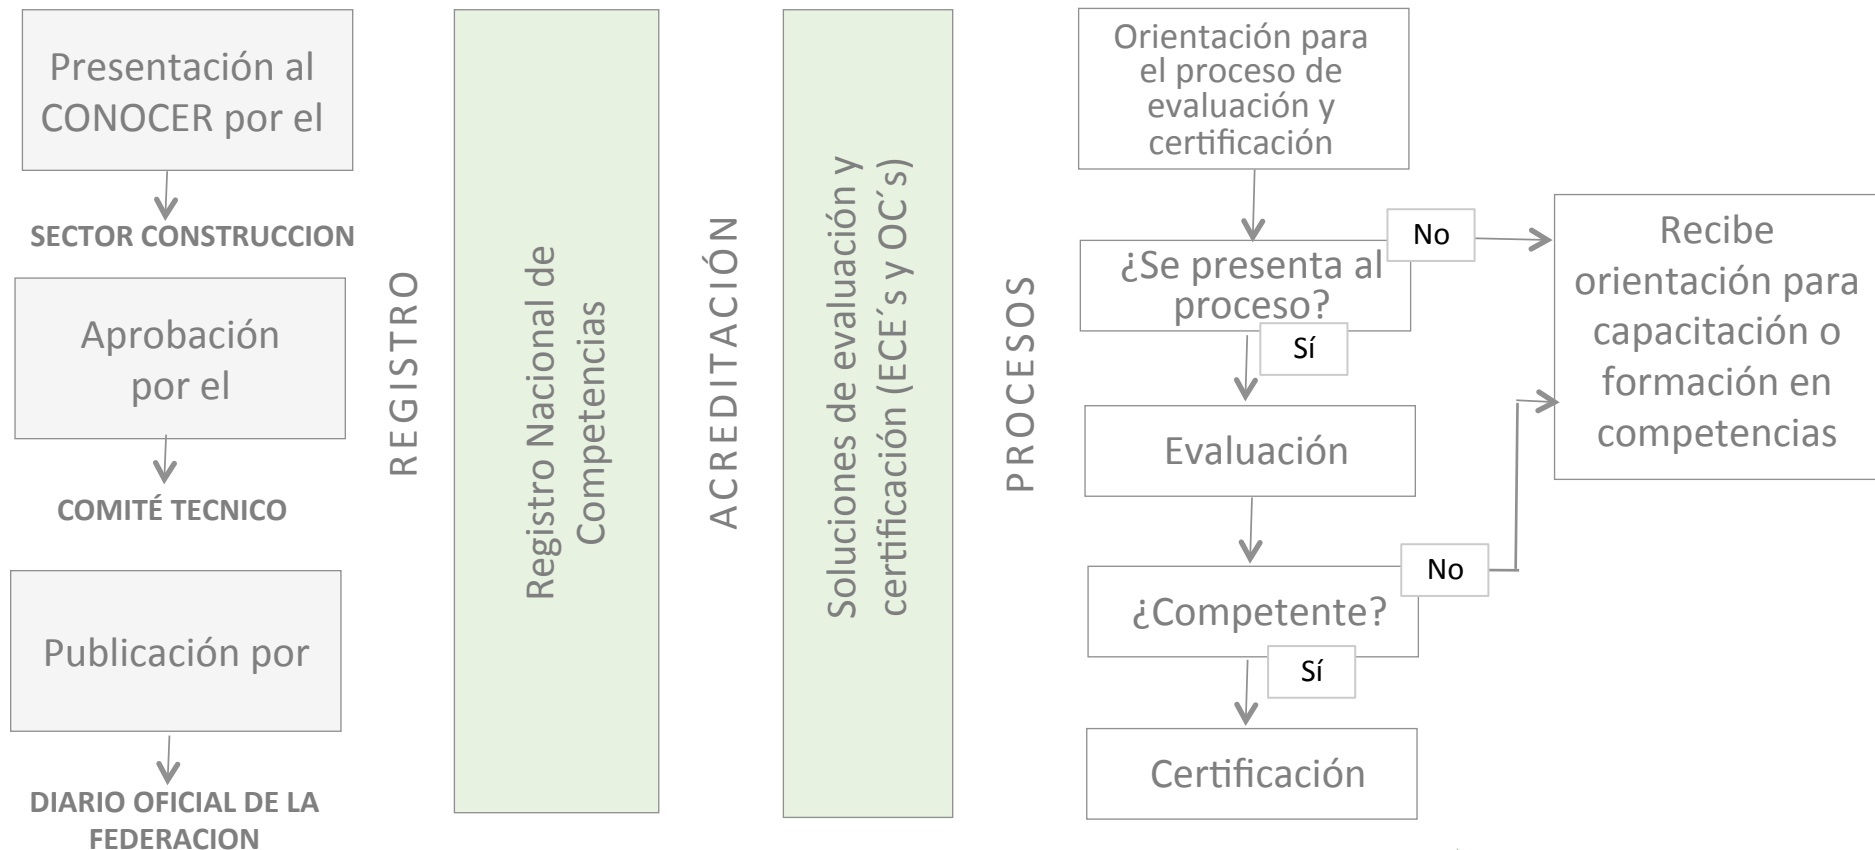 Presentación al
CONOCER por el
SECTOR CONSTRUCCION
Aprobación
por el
COMITÉ TECNICO
Publicación por
DIARIO OFICIAL DE LA
FEDERACION
REGISTRO
Registro Nacional de
Competencias
ACREDITACIÓN
Soluciones de evaluación y
certificación (ECE´s y OC´s)
PROCESOS
Orientación para
el proceso de
evaluación y
certificación
¿Se presenta al
proceso?
No
Sí
Evaluación
¿Competente?
No
Sí
Certificación
Recibe
orientación para
capacitación o
formación en
competencias